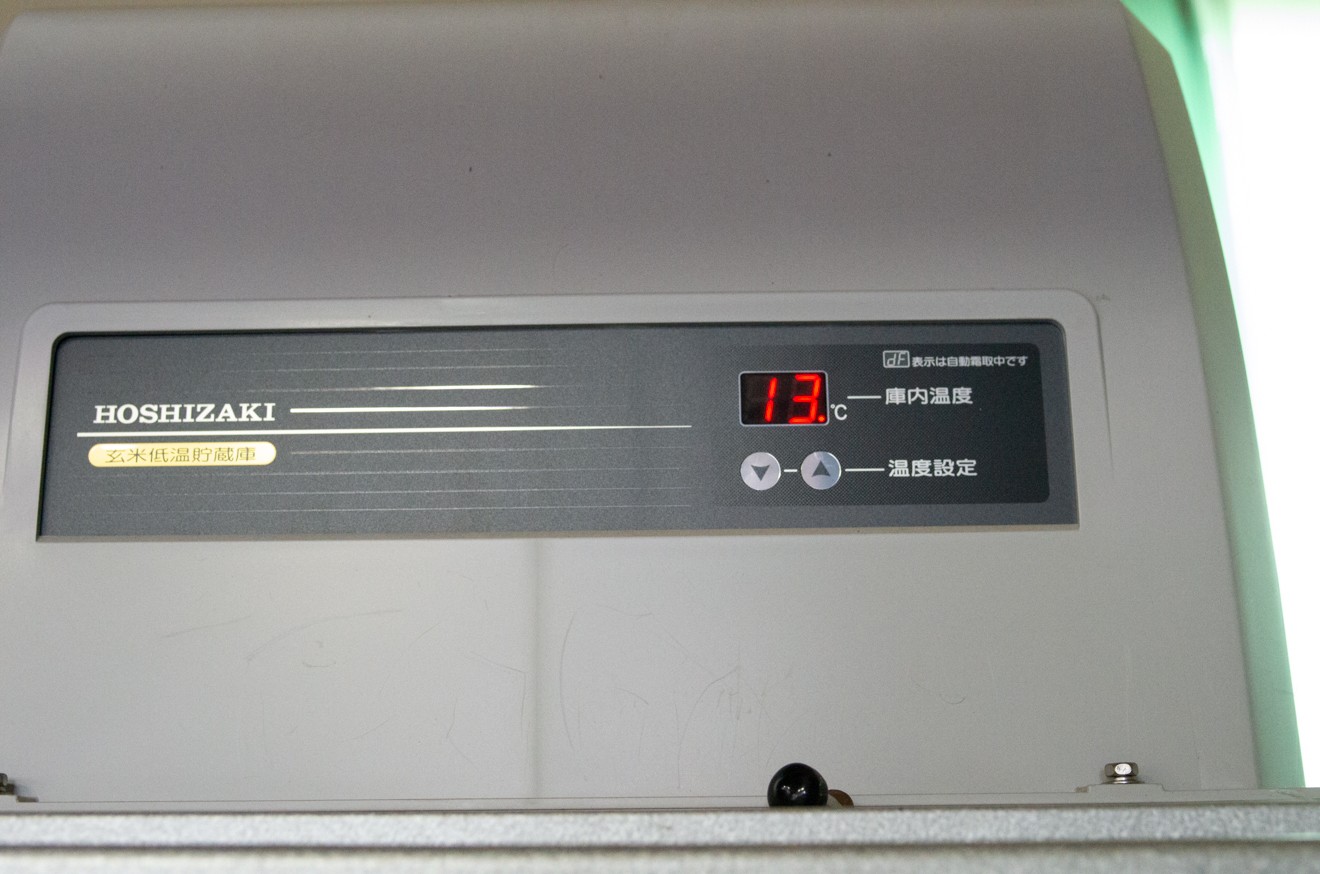 HOSHIZAKI
玄米低温貯蔵庫
dF 表示は自動霜取中です
13. ℃
庫内温度
温度設定